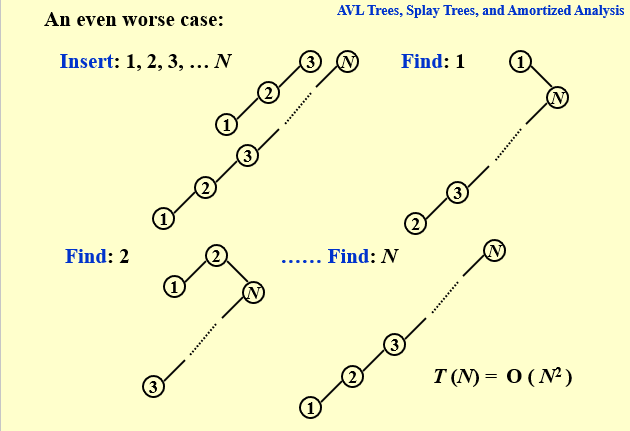 AVL Trees, Splay Trees, and Amortized Analysis
An even worse case:
Insert: 1, 2, 3, … N
3
N
2
1
3
2
1
Find: 1
1
N
3
2
Find: 2
2
1
N
3
…… Find: N
N
3
2
1
T (N) = O ( N² )